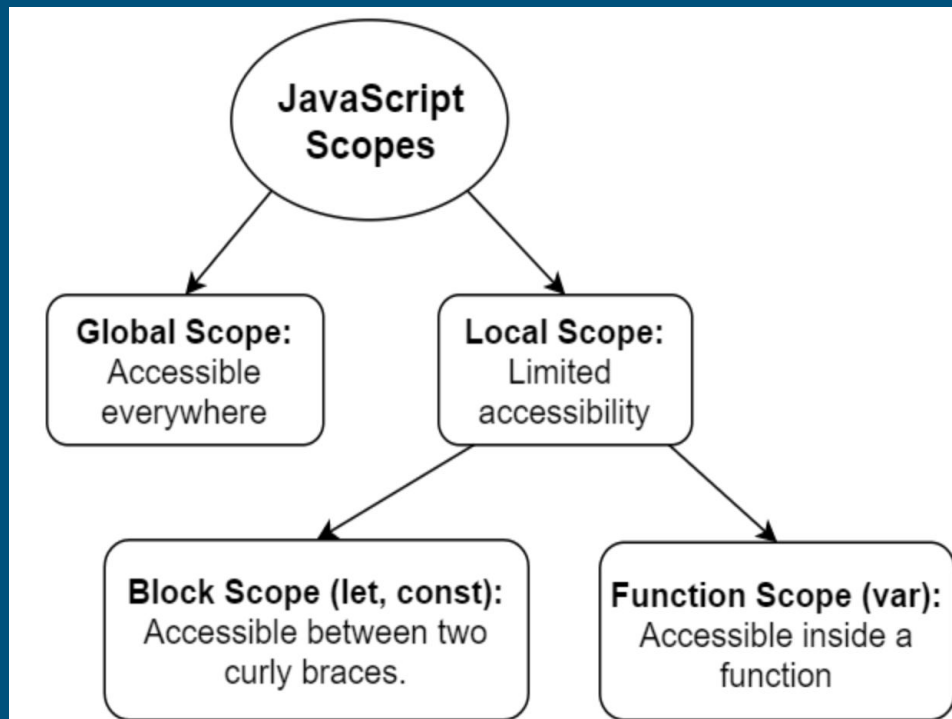 JavaScript
Scopes
Global Scope:
Accessible
everywhere
Local Scope:
Limited
accessibility
Block Scope (let, const):
Accessible between two
curly braces.
Function Scope (var):
Accessible inside a
function